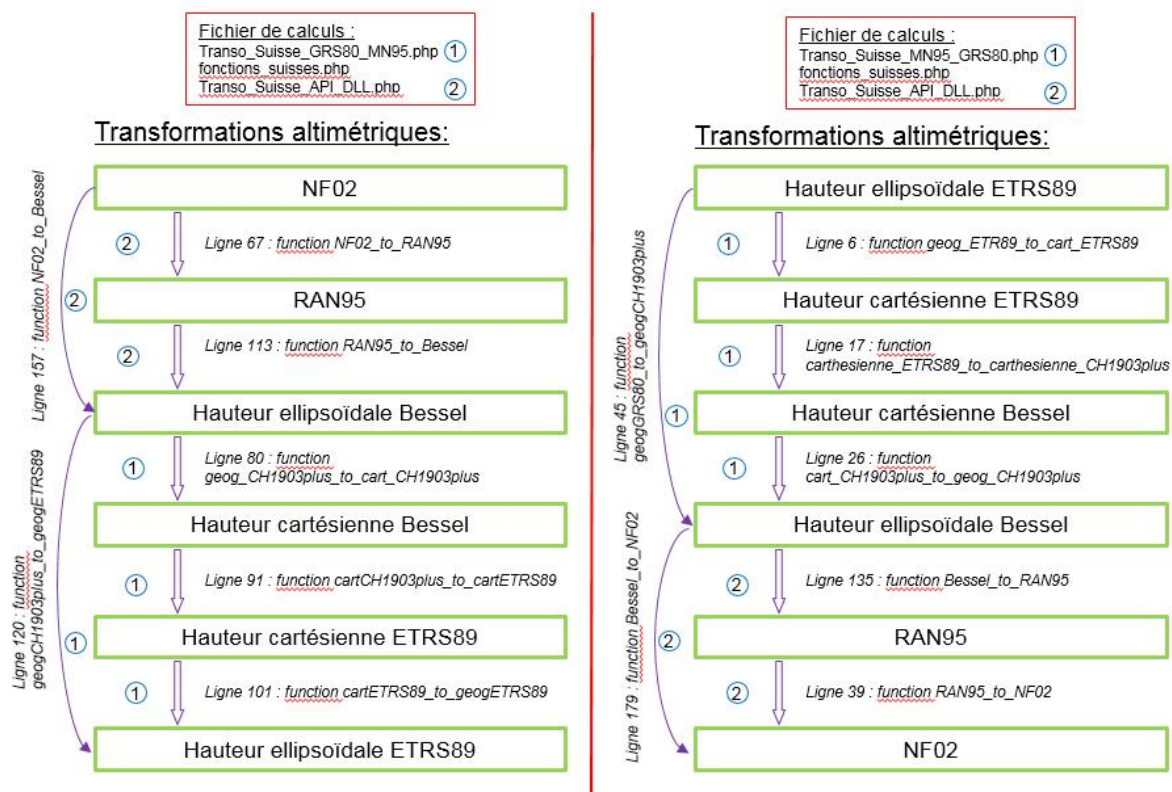 Fichier de calculs :
Transo_Suisse_GRS80_MN95.php 1
fonctions_suisses.php
Transo_Suisse_API_DLL.php 2
Transformations altimétriques:
NF02
2 Ligne 67 : function NF02_to_RAN95
Ligne 157 : function NF02_to_Bessel
2
RAN95
2 Ligne 113 : function RAN95_to_Bessel
Hauteur ellipsoïdale Bessel
1 Ligne 80 : function
geog_CH1903plus_to_cart_CH1903plus
Hauteur cartésienne Bessel
Ligne 120 : function
geogCH1903plus_to_geogETRS89
1
1 Ligne 91 : function cartCH1903plus_to_cartETRS89
Hauteur cartésienne ETRS89
1 Ligne 101 : function cartETRS89_to_geogETRS89
Hauteur ellipsoïdale ETRS89
Fichier de calculs :
Transo_Suisse_MN95_GRS80.php 1
fonctions_suisses.php
Transo_Suisse_API_DLL.php 2
Transformations altimétriques:
Hauteur ellipsoïdale ETRS89
1 Ligne 6 : function geog_ETR89_to_cart_ETRS89
Hauteur cartésienne ETRS89
Ligne 45 : function
geogGRS80_to_geogCH1903plus
1
1 Ligne 17 : function
carthesienne_ETRS89_to_carthesienne_CH1903plus
Hauteur cartésienne Bessel
1 Ligne 26 : function
cart_CH1903plus_to_geog_CH1903plus
Hauteur ellipsoïdale Bessel
2 Ligne 135 : function Bessel_to_RAN95
Ligne 179 : function Bessel_to_NF02
2
RAN95
2 Ligne 39 : function RAN95_to_NF02
NF02